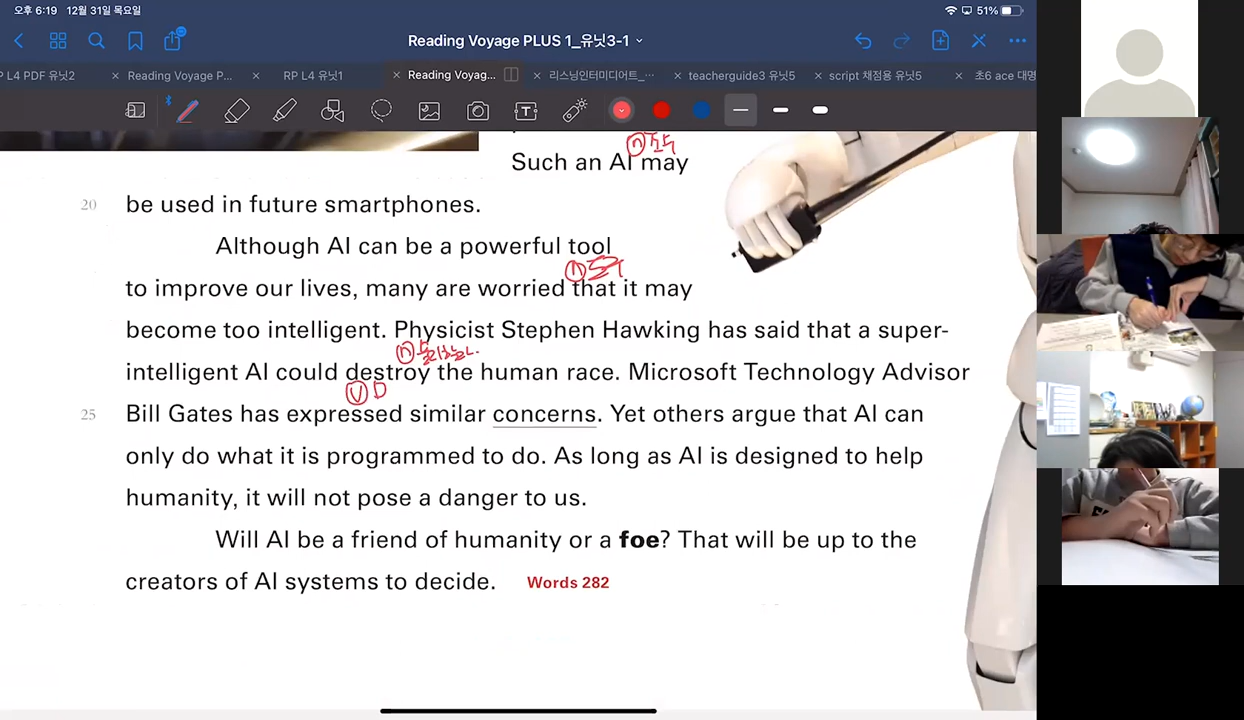 오후 6:19 12월 31일 목요일
51%
Reading Voyage PLUS 1_유닛3-1
P L4 PDF 유닛2
Reading Voyage P...
RP L4 유닛1
Reading Voyag...
리스닝인터미디어트_...
teacherguide3 유닛5
script 채점용 유닛5
초6 ace 대명
Such an AI may
20 be used in future smartphones.
Although AI can be a powerful tool
n 도구
to improve our lives, many are worried that it may
become too intelligent. Physicist Stephen Hawking has said that a super-
n 물리학
intelligent AI could destroy the human race. Microsoft Technology Advisor
v
25 Bill Gates has expressed similar concerns. Yet others argue that AI can
only do what it is programmed to do. As long as AI is designed to help
humanity, it will not pose a danger to us.
Will AI be a friend of humanity or a foe? That will be up to the
creators of AI systems to decide. Words 282